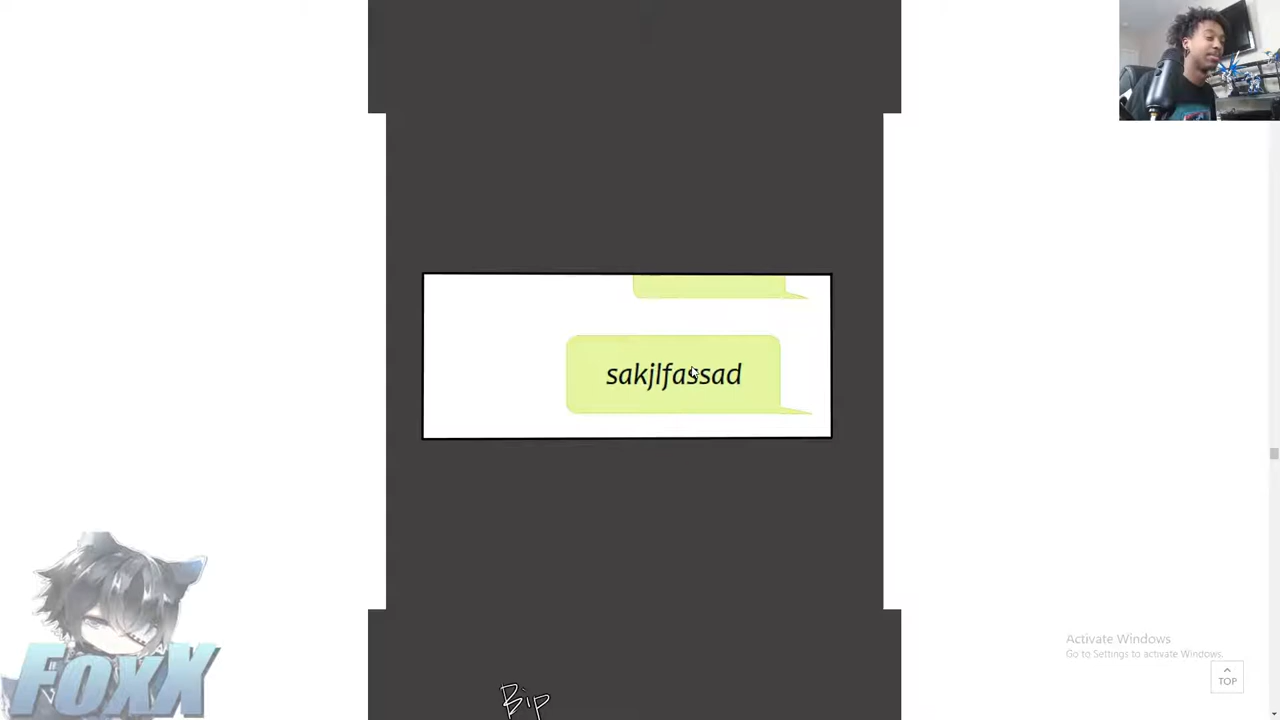 sakjlfassad
Activate Windows
Go to Settings to activate Windows.
TOP
FoxX
Bip